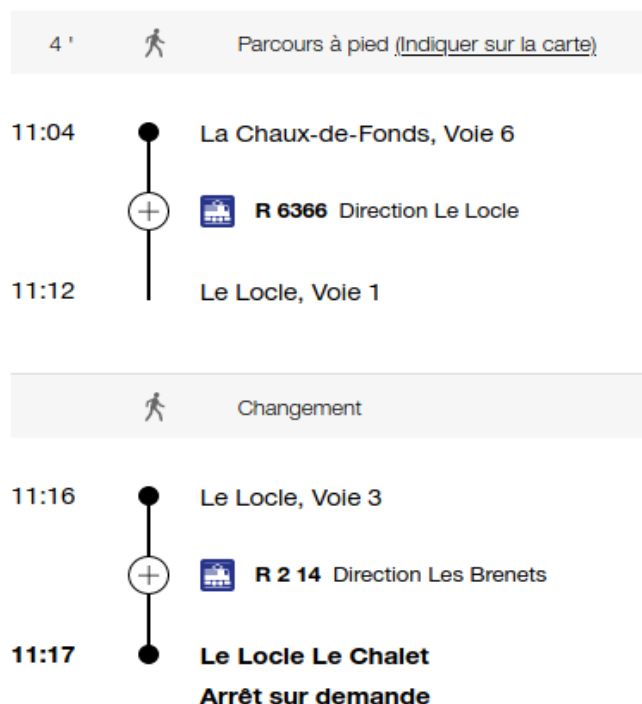 4 ' Parcours à pied (Indiquer sur la carte)
11:04 La Chaux-de-Fonds, Voie 6
R 6366 Direction Le Locle
11:12 Le Locle, Voie 1
Changement
11:16 Le Locle, Voie 3
R 2 14 Direction Les Brenets
11:17 Le Locle Le Chalet
Arrêt sur demande